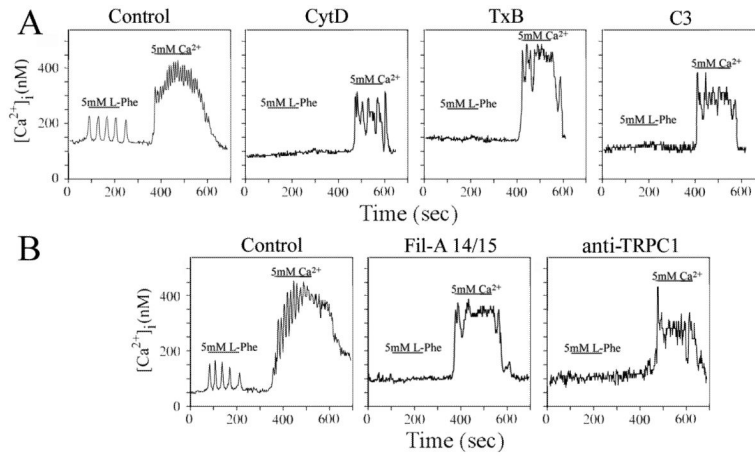 A
Control
CytD
TxB
C3
[Ca²⁺]i(nM)
400
200
0
5mM L-Phe
5mM Ca²⁺
0 200 400 600
5mM L-Phe
5mM Ca²⁺
0 200 400 600
5mM L-Phe
5mM Ca²⁺
0 200 400 600
5mM L-Phe
5mM Ca²⁺
0 200 400 600
Time (sec)
B
Control
Fil-A 14/15
anti-TRPC1
[Ca²⁺]i(nM)
400
200
0
5mM L-Phe
5mM Ca²⁺
0 200 400 600
5mM L-Phe
5mM Ca²⁺
0 200 400 600
5mM L-Phe
5mM Ca²⁺
0 200 400 600
Time (sec)